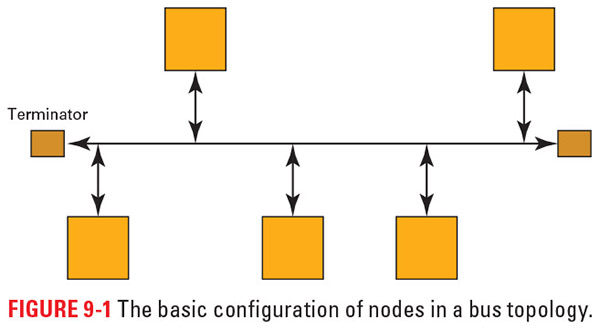 Terminator
FIGURE 9-1 The basic configuration of nodes in a bus topology.